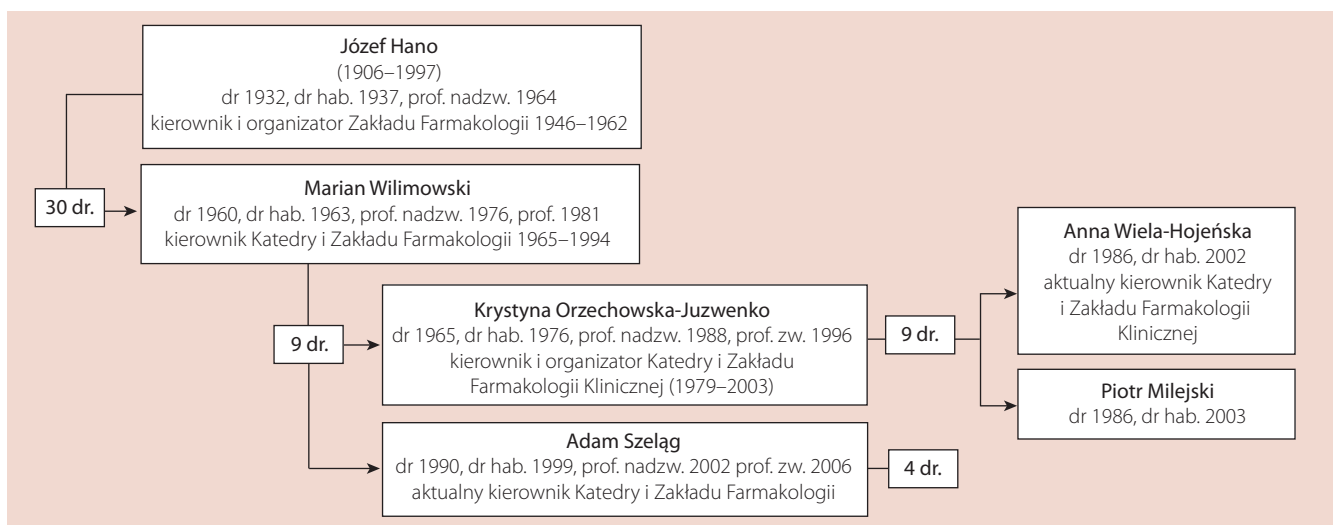 Józef Hano
(1906–1997)
dr 1932, dr hab. 1937, prof. nadzw. 1964
kierownik i organizator Zakładu Farmakologii 1946–1962
30 dr.
Marian Wilimowski
dr 1960, dr hab. 1963, prof. nadzw. 1976, prof. 1981
kierownik Katedry i Zakładu Farmakologii 1965–1994
9 dr.
Krystyna Orzechowska-Juzwenko
dr 1965, dr hab. 1976, prof. nadzw. 1988, prof. zw. 1996
kierownik i organizator Katedry i Zakładu
Farmakologii Klinicznej (1979–2003)
9 dr.
Anna Wiela-Hojeńska
dr 1986, dr hab. 2002
aktualny kierownik Katedry
i Zakładu Farmakologii
Klinicznej
Piotr Milejski
dr 1986, dr hab. 2003
Adam Szeląg
dr 1990, dr hab. 1999, prof. nadzw. 2002 prof. zw. 2006
aktualny kierownik Katedry i Zakładu Farmakologii
4 dr.